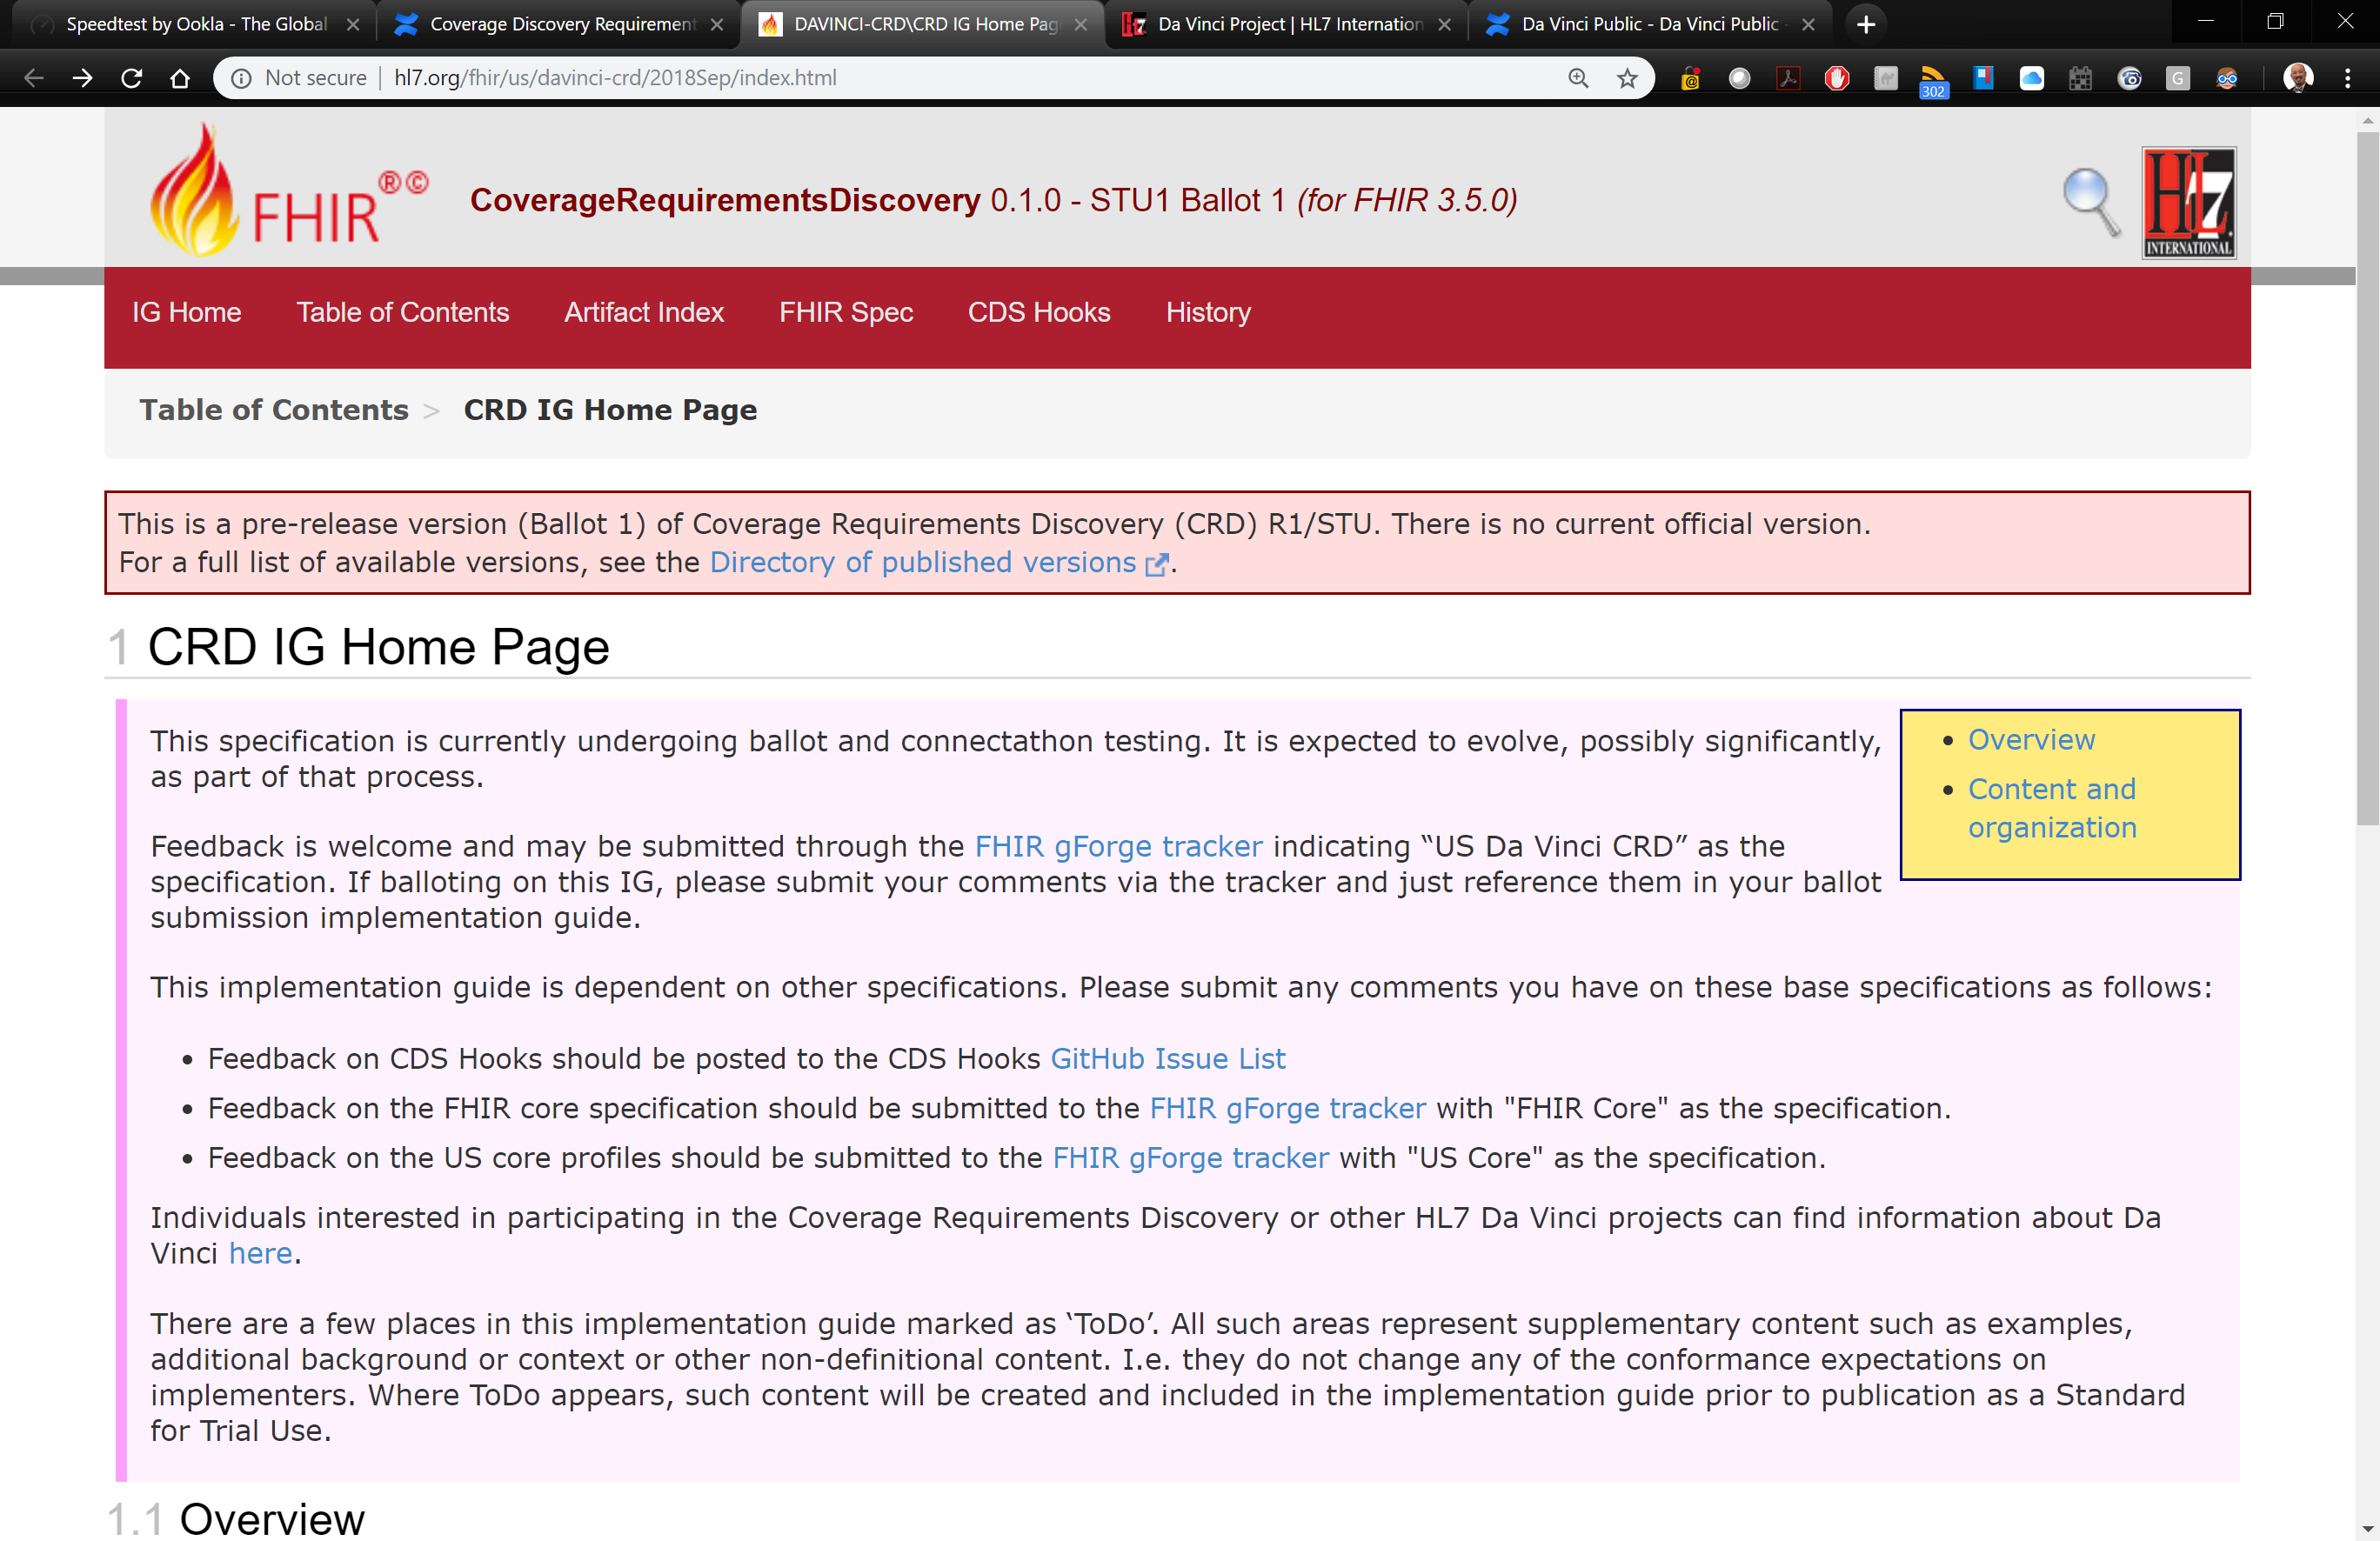 Speedtest by Ookla - The Global
Coverage Discovery Requirement
DAVINCI-CRD\CRD IG Home Pag
Da Vinci Project | HL7 Internation
Da Vinci Public - Da Vinci Public -
Not secure | hl7.org/fhir/us/davinci-crd/2018Sep/index.html
302
G
FHIR®©
CoverageRequirementsDiscovery 0.1.0 - STU1 Ballot 1 (for FHIR 3.5.0)
HL7
INTERNATIONAL
IG Home Table of Contents Artifact Index FHIR Spec CDS Hooks History
Table of Contents > CRD IG Home Page
This is a pre-release version (Ballot 1) of Coverage Requirements Discovery (CRD) R1/STU. There is no current official version.
For a full list of available versions, see the Directory of published versions.
1 CRD IG Home Page
This specification is currently undergoing ballot and connectathon testing. It is expected to evolve, possibly significantly,
as part of that process.
• Overview
• Content and
organization
Feedback is welcome and may be submitted through the FHIR gForge tracker indicating “US Da Vinci CRD” as the
specification. If balloting on this IG, please submit your comments via the tracker and just reference them in your ballot
submission implementation guide.
This implementation guide is dependent on other specifications. Please submit any comments you have on these base specifications as follows:
• Feedback on CDS Hooks should be posted to the CDS Hooks GitHub Issue List
• Feedback on the FHIR core specification should be submitted to the FHIR gForge tracker with "FHIR Core" as the specification.
• Feedback on the US core profiles should be submitted to the FHIR gForge tracker with "US Core" as the specification.
Individuals interested in participating in the Coverage Requirements Discovery or other HL7 Da Vinci projects can find information about Da
Vinci here.
There are a few places in this implementation guide marked as ‘ToDo’. All such areas represent supplementary content such as examples,
additional background or context or other non-definitional content. I.e. they do not change any of the conformance expectations on
implementers. Where ToDo appears, such content will be created and included in the implementation guide prior to publication as a Standard
for Trial Use.
1.1 Overview